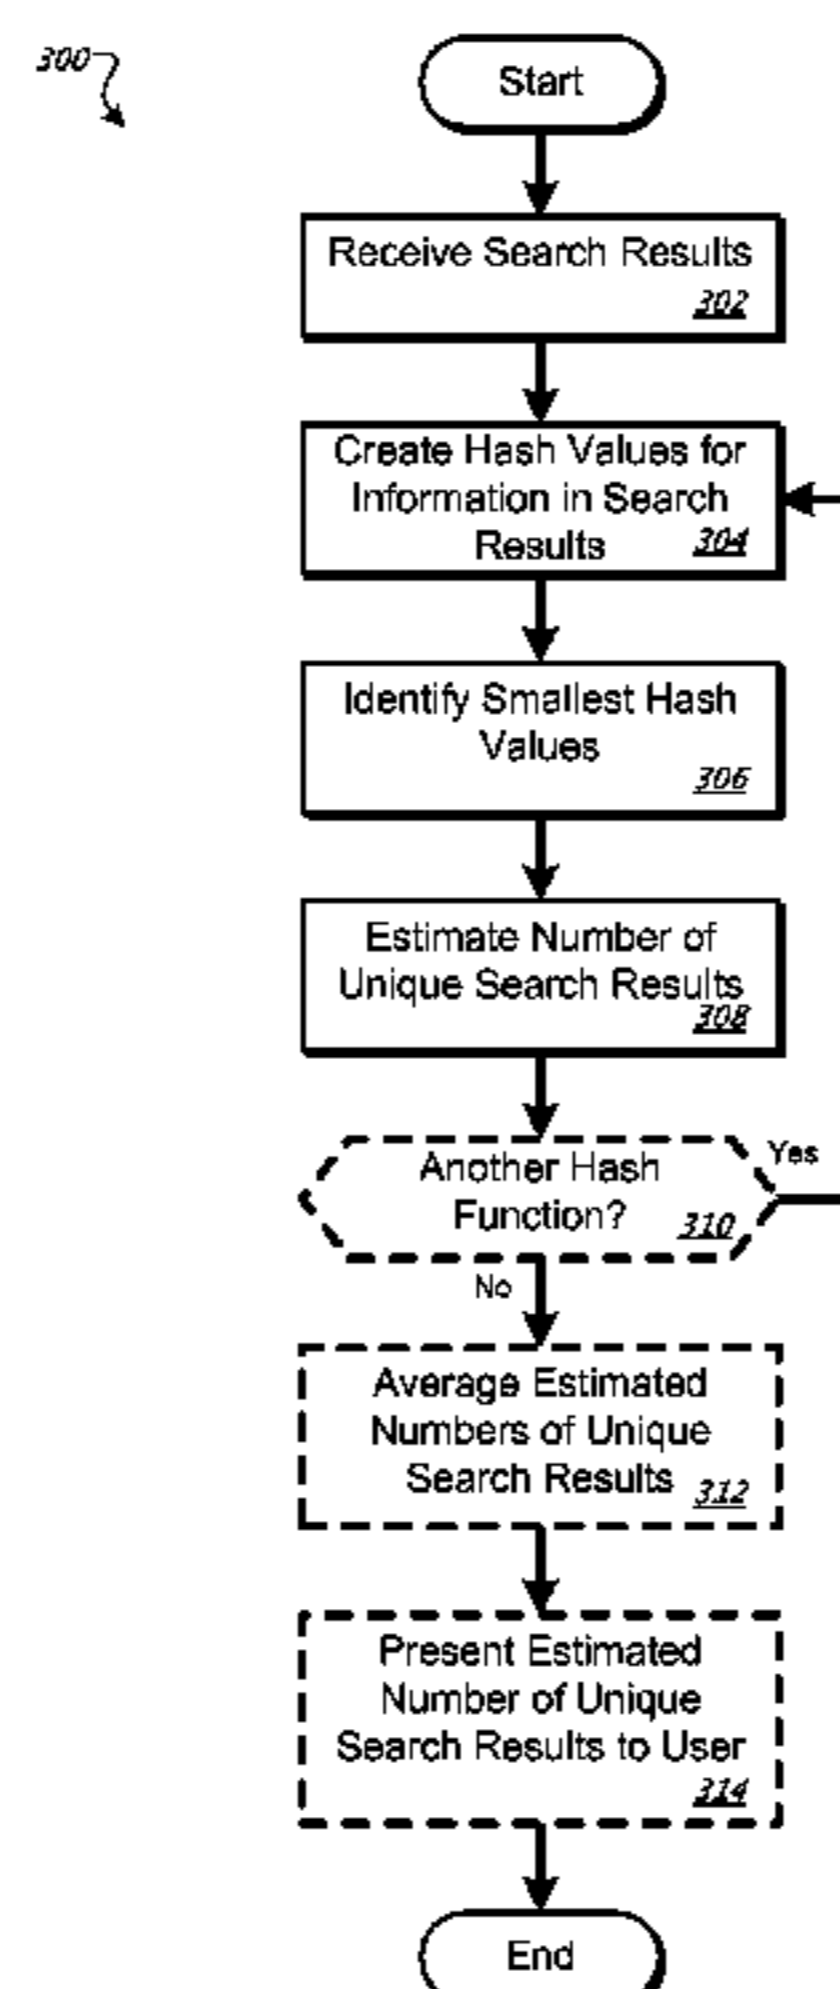 300
Start
Receive Search Results
302
Create Hash Values for
Information in Search
Results 304
Identify Smallest Hash
Values
306
Estimate Number of
Unique Search Results
308
Another Hash
Function? 310
Yes
No
Average Estimated
Numbers of Unique
Search Results 312
Present Estimated
Number of Unique
Search Results to User
314
End